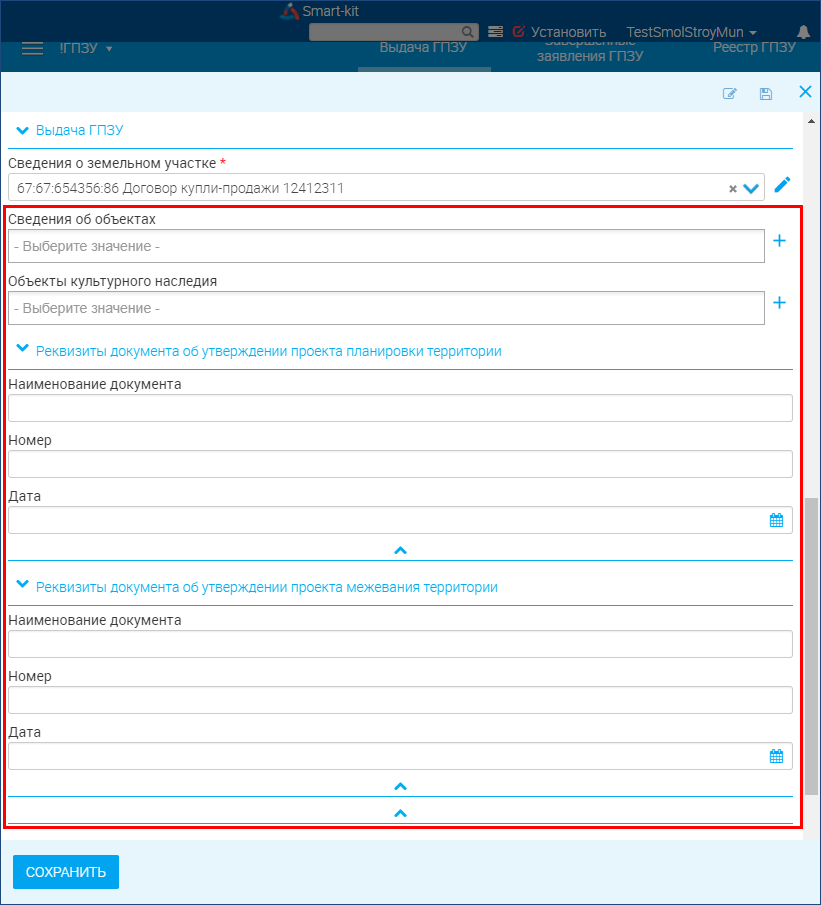 Smart-kit
Установить TestSmolStroyMun
!ГПЗУ Выдача ГПЗУ Завершенные заявления ГПЗУ Реестр ГПЗУ
Выдача ГПЗУ
Сведения о земельном участке *
67:67:654356:86 Договор купли-продажи 12412311
Сведения об объектах
- Выберите значение -
Объекты культурного наследия
- Выберите значение -
Реквизиты документа об утверждении проекта планировки территории
Наименование документа
Номер
Дата
Реквизиты документа об утверждении проекта межевания территории
Наименование документа
Номер
Дата
СОХРАНИТЬ